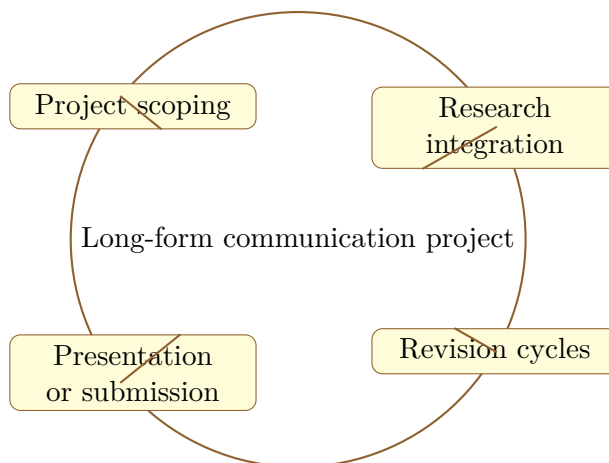 Project scoping
Research
integration
Long-form communication project
Presentation
or submission
Revision cycles